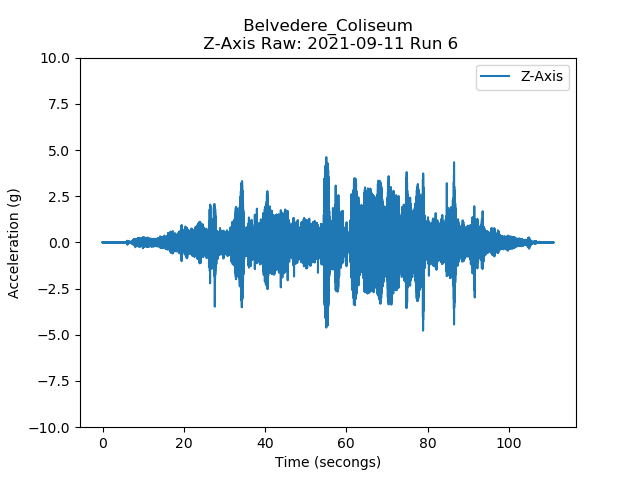 Belvedere_Coliseum
Z-Axis Raw: 2021-09-11 Run 6
Z-Axis
10.0
7.5
5.0
2.5
0.0
−2.5
−5.0
−7.5
−10.0
Acceleration (g)
0 20 40 60 80 100
Time (secongs)